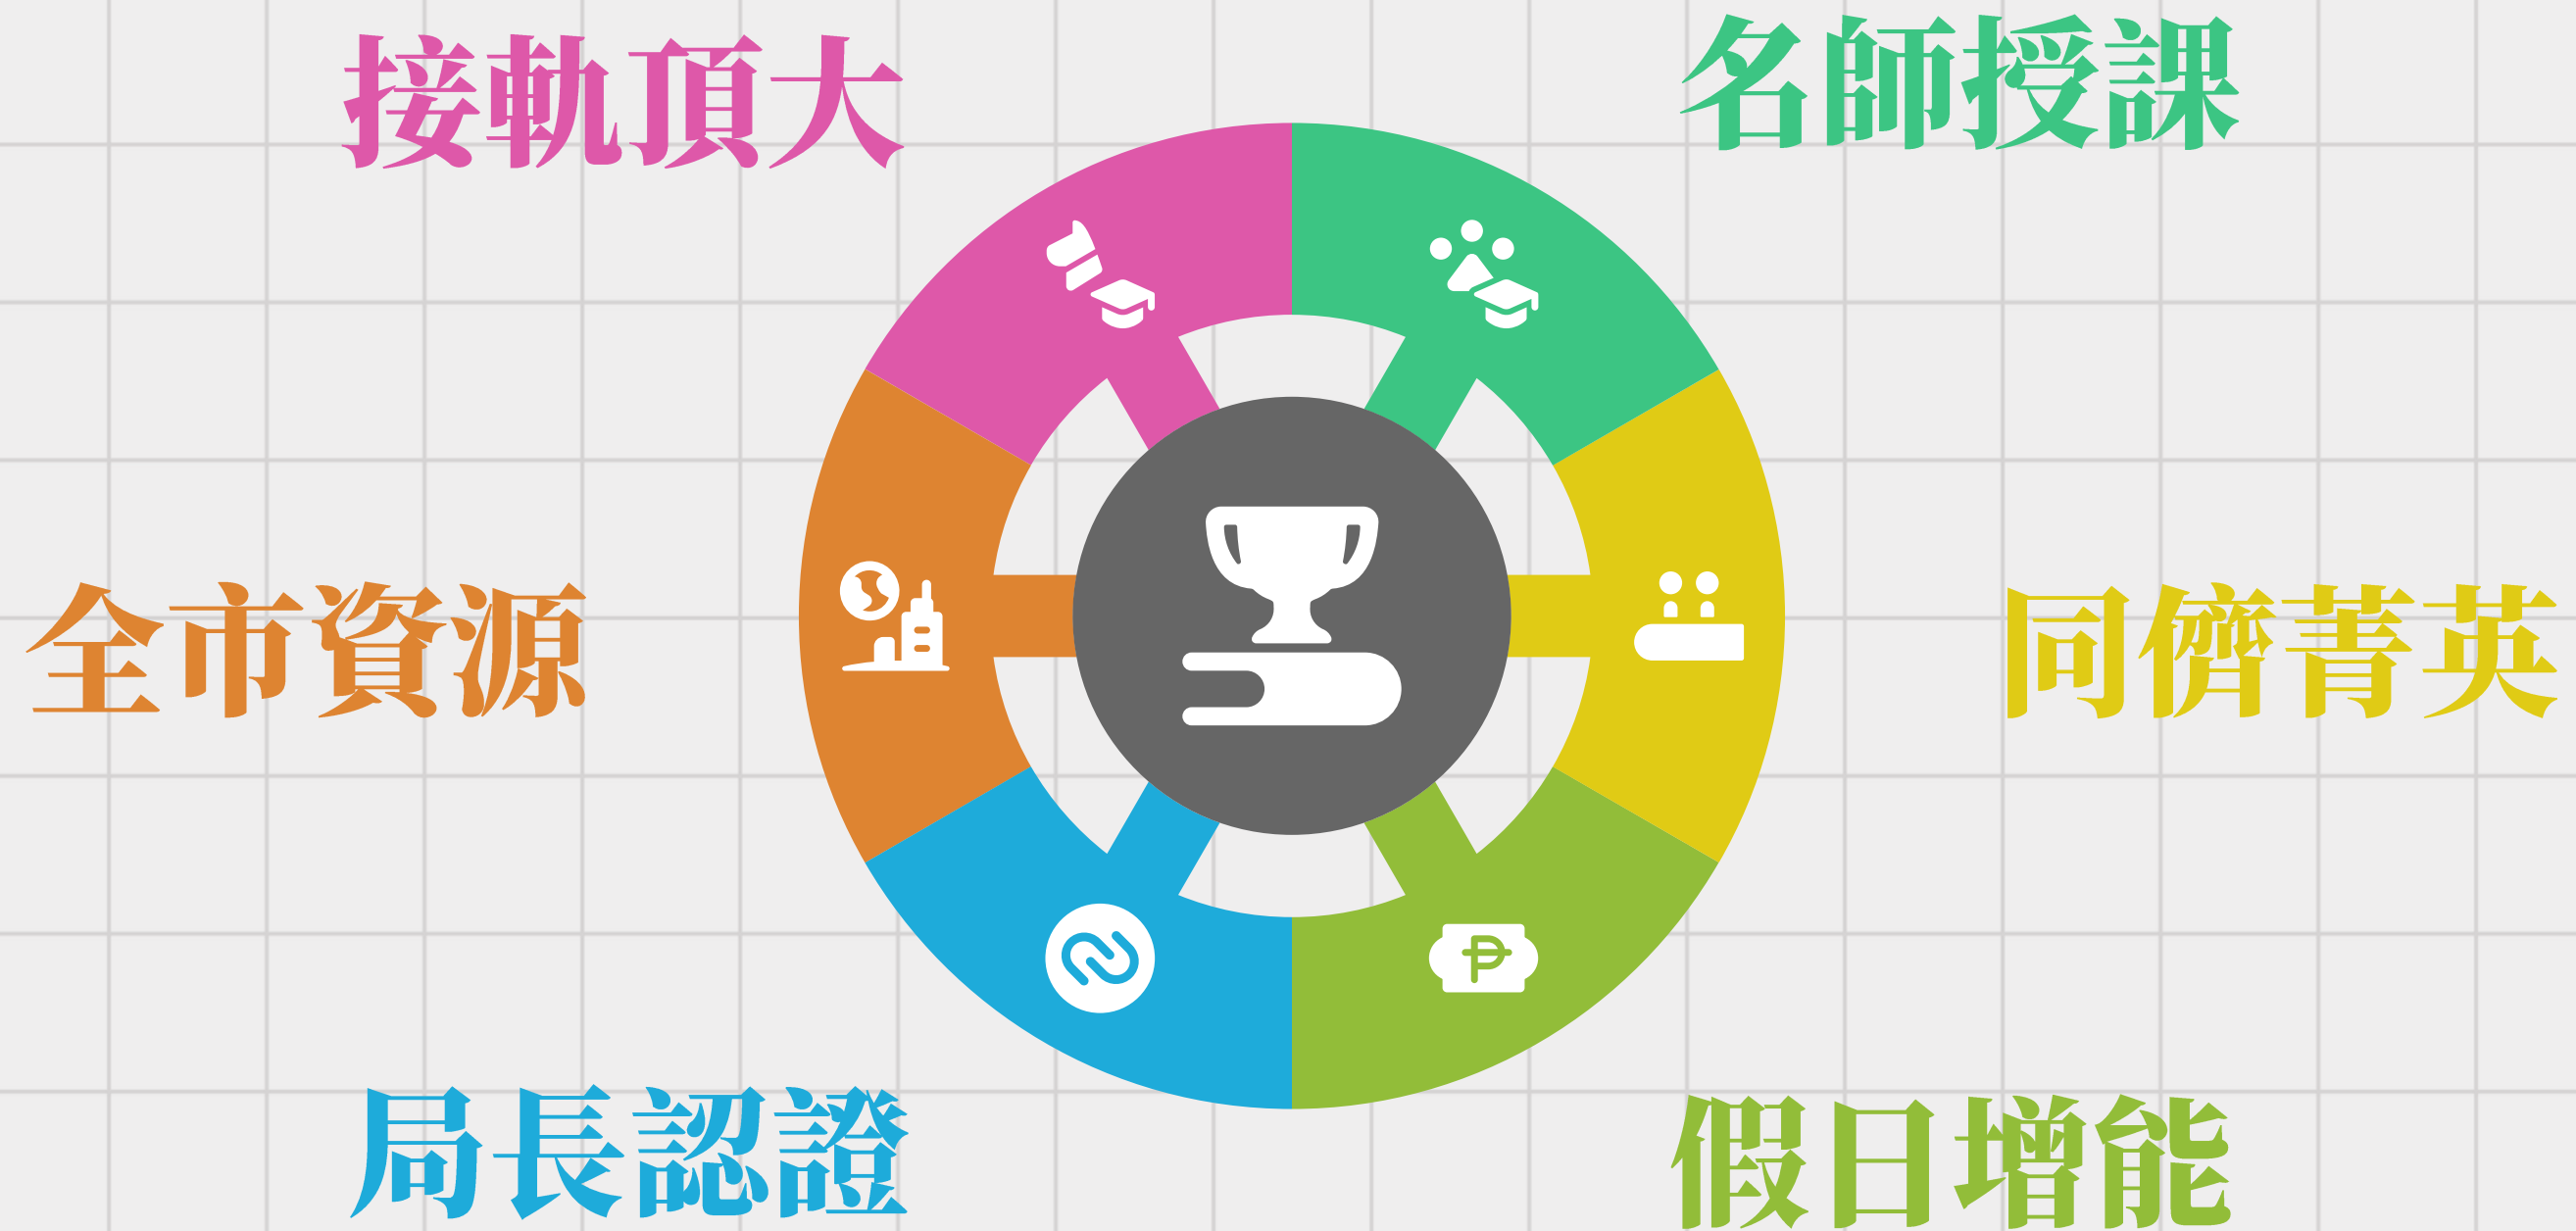 接軌頂大
名師授課
全市資源
同儕菁英
局長認證
假日增能